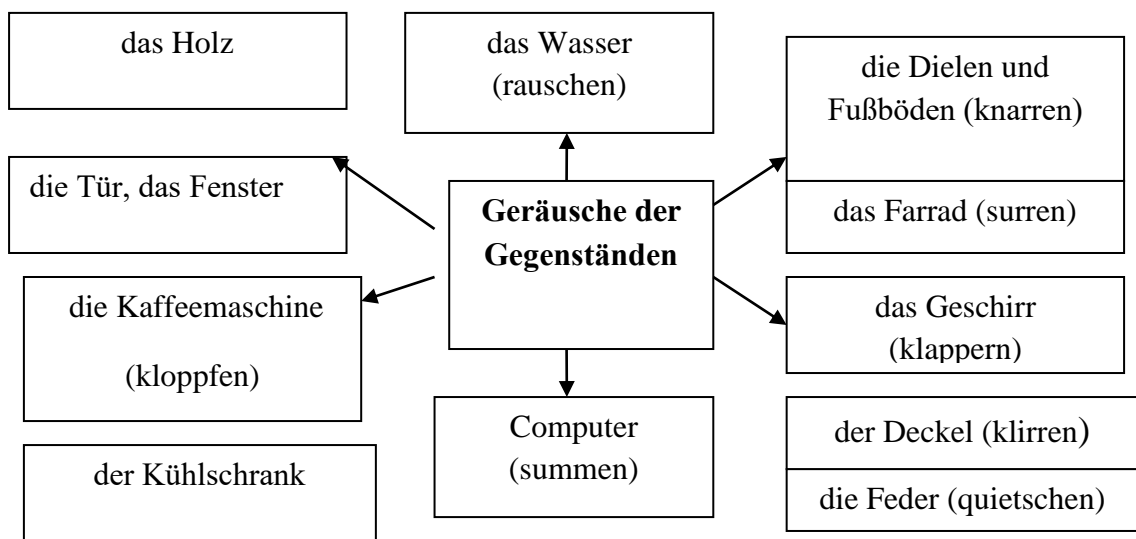 das Holz
das Wasser
(rauschen)
die Dielen und
Fußböden (knarren)
die Tür, das Fenster
Geräusche der
Gegenständen
das Farrad (surren)
die Kaffeemaschine
(kloppfen)
das Geschirr
(klappern)
Computer
(summen)
der Deckel (klirren)
der Kühlschrank
die Feder (quietschen)